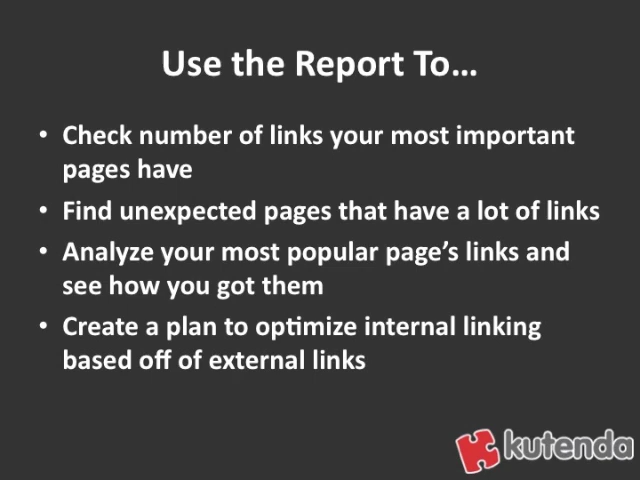 Use the Report To…
• Check number of links your most important
pages have
• Find unexpected pages that have a lot of links
• Analyze your most popular page’s links and
see how you got them
• Create a plan to optimize internal linking
based off of external links
kutenda